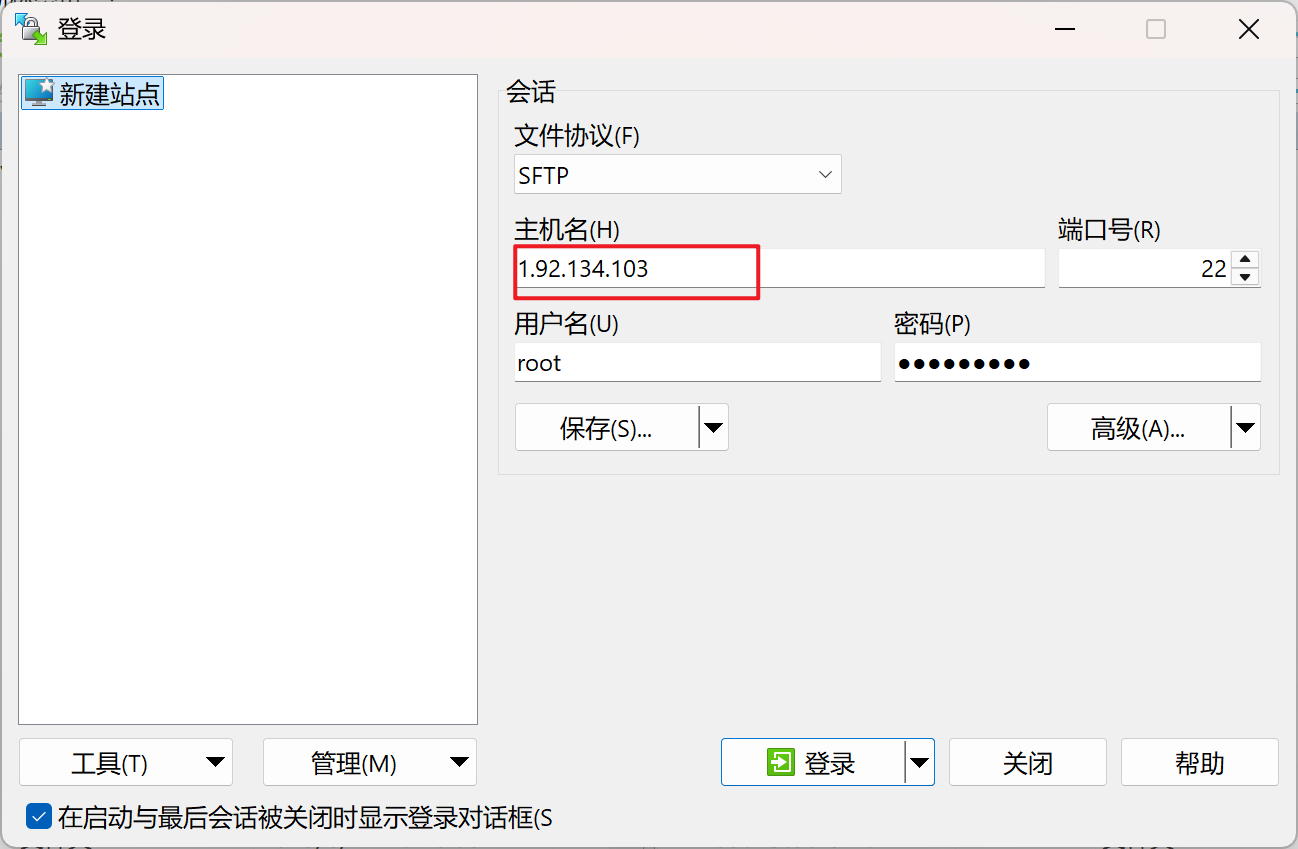 登录
新建站点
会话
文件协议(F)
SFTP
主机名(H)
端口号(R)
1.92.134.103
22
用户名(U)
密码(P)
root
●●●●●●●●●
保存(S)...
高级(A)...
工具(T)
管理(M)
登录
关闭
帮助
在启动与最后会话被关闭时显示登录对话框(S